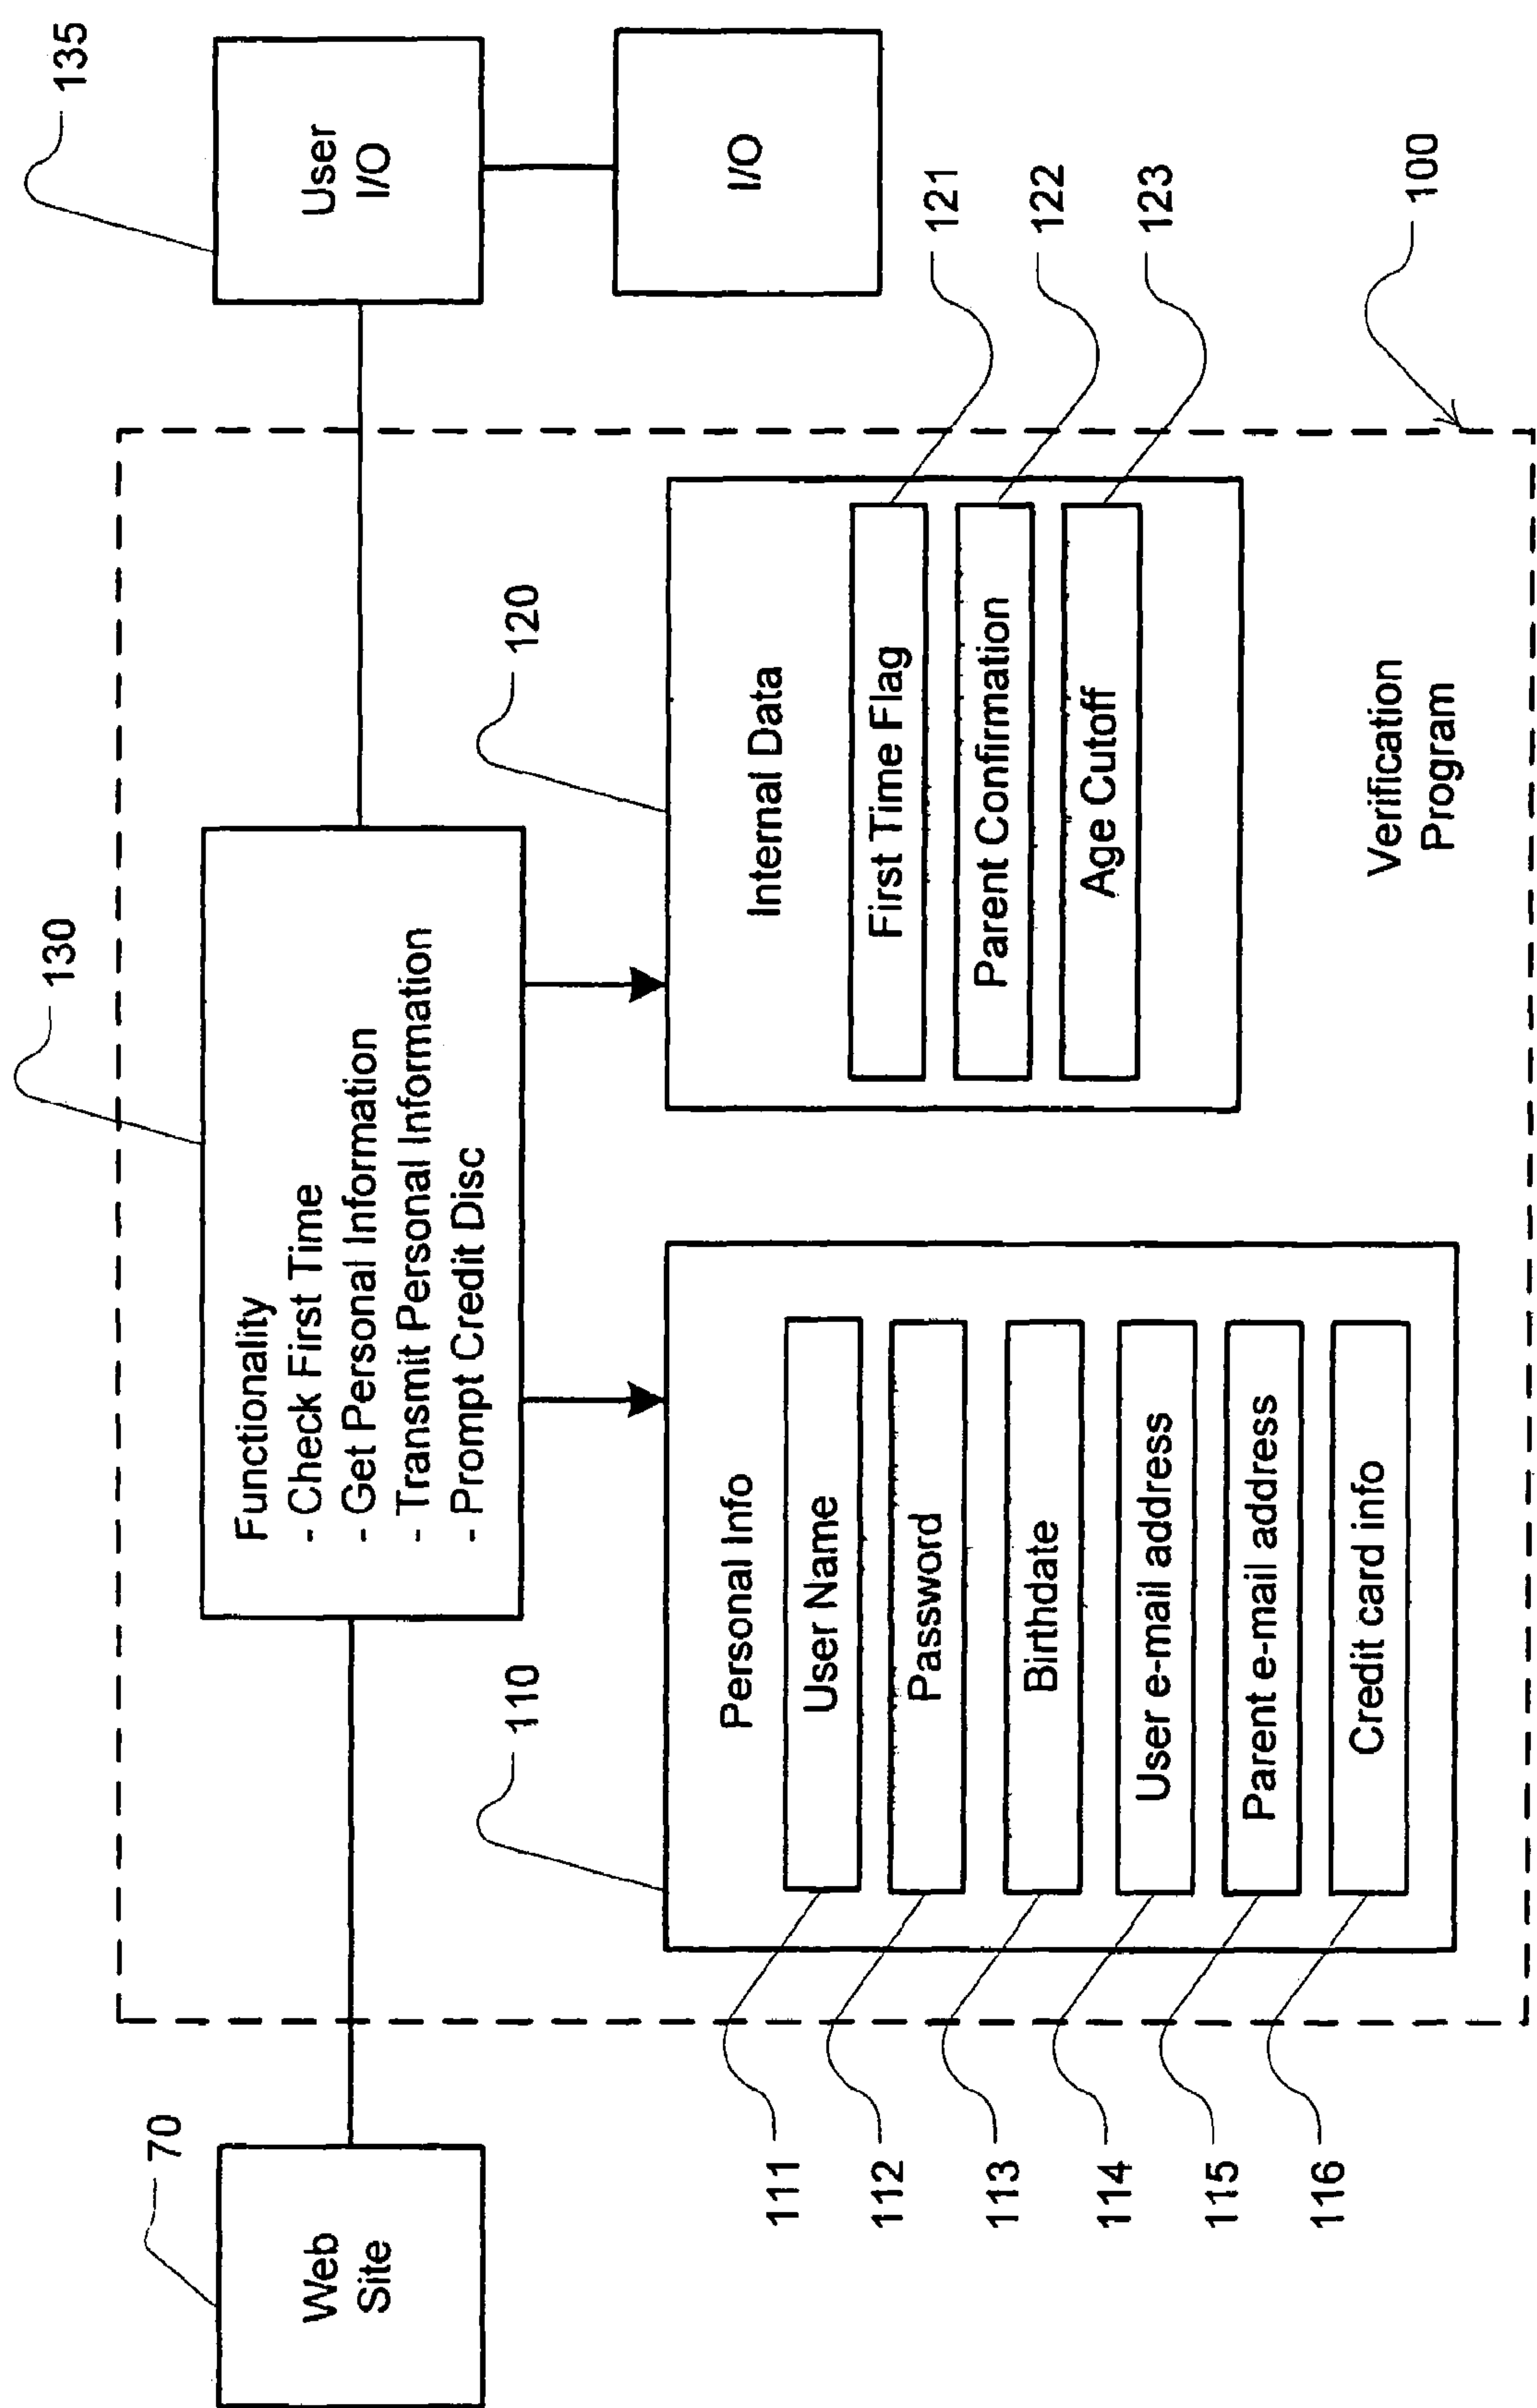 130
135
70
Web
Site
Functionality
- Check First Time
- Get Personal Information
- Transmit Personal Information
- Prompt Credit Disc
User
I/O
I/O
110
Personal Info
User Name
Password
Birthdate
User e-mail address
Parent e-mail address
Credit card info
111
112
113
114
115
116
120
Internal Data
First Time Flag
Parent Confirmation
Age Cutoff
121
122
123
Verification
Program
100